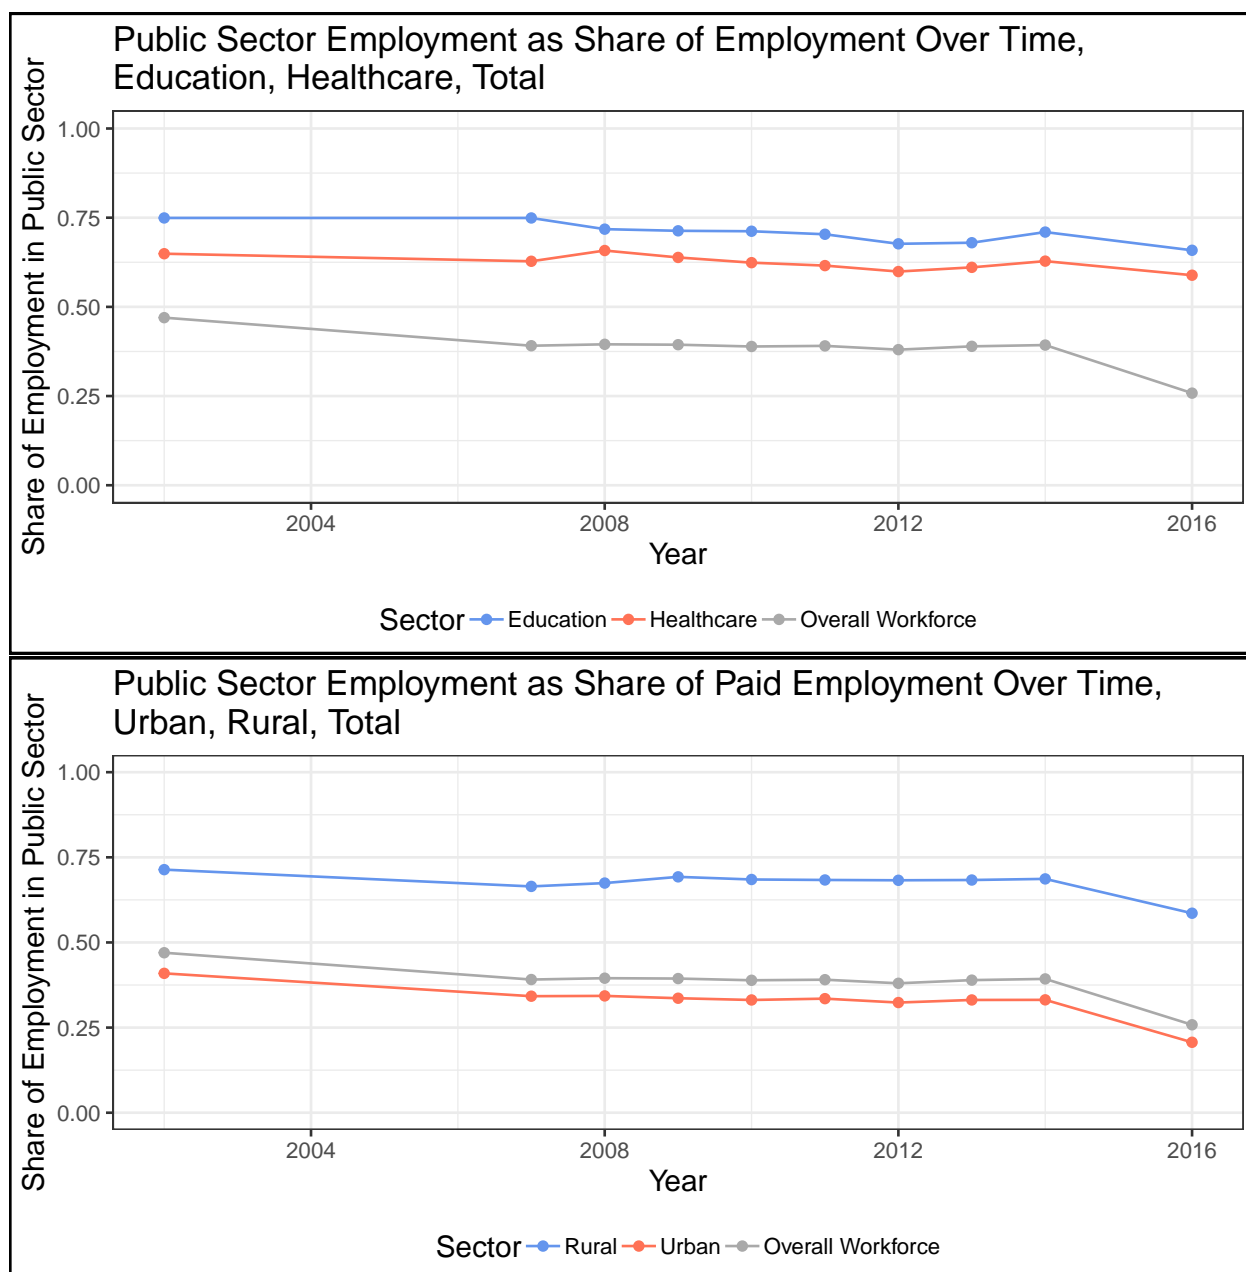 Public Sector Employment as Share of Employment Over Time,
Education, Healthcare, Total
Share of Employment in Public Sector
1.00
0.75
0.50
0.25
0.00
2004 2008 2012 2016
Year
Sector Education Healthcare Overall Workforce
Public Sector Employment as Share of Paid Employment Over Time,
Urban, Rural, Total
Share of Employment in Public Sector
1.00
0.75
0.50
0.25
0.00
2004 2008 2012 2016
Year
Sector Rural Urban Overall Workforce